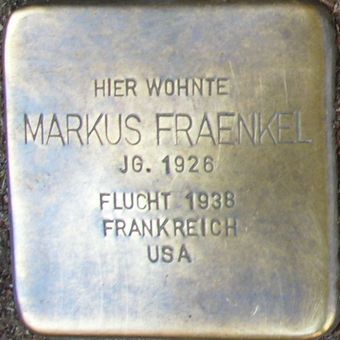 HIER WOHNTE
MARKUS FRAENKEL
JG. 1926
FLUCHT 1938
FRANKREICH
USA